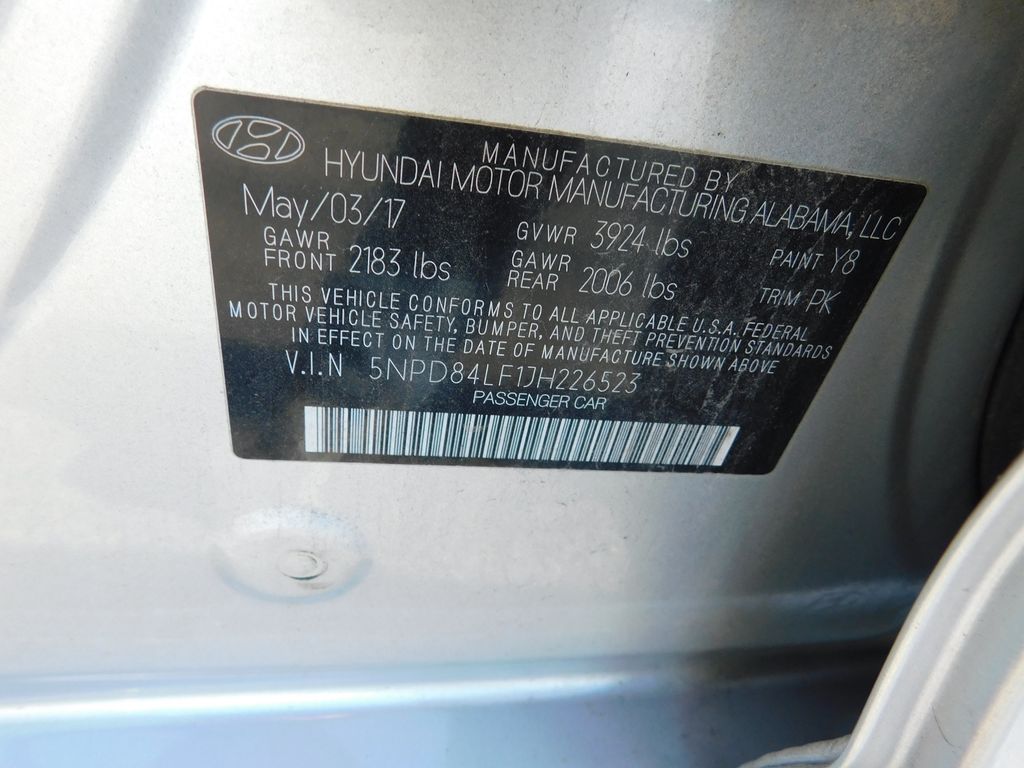 MANUFACTURED BY
HYUNDAI MOTOR MANUFACTURING ALABAMA, LLC
May/03/17 GVWR 3924 lbs PAINT Y8
GAWR FRONT 2183 lbs GAWR REAR 2006 lbs TRIM PK
THIS VEHICLE CONFORMS TO ALL APPLICABLE U.S.A. FEDERAL
MOTOR VEHICLE SAFETY, BUMPER, AND THEFT PREVENTION STANDARDS
IN EFFECT ON THE DATE OF MANUFACTURE SHOWN ABOVE
V.I.N 5NPD84LF1JH226523
PASSENGER CAR